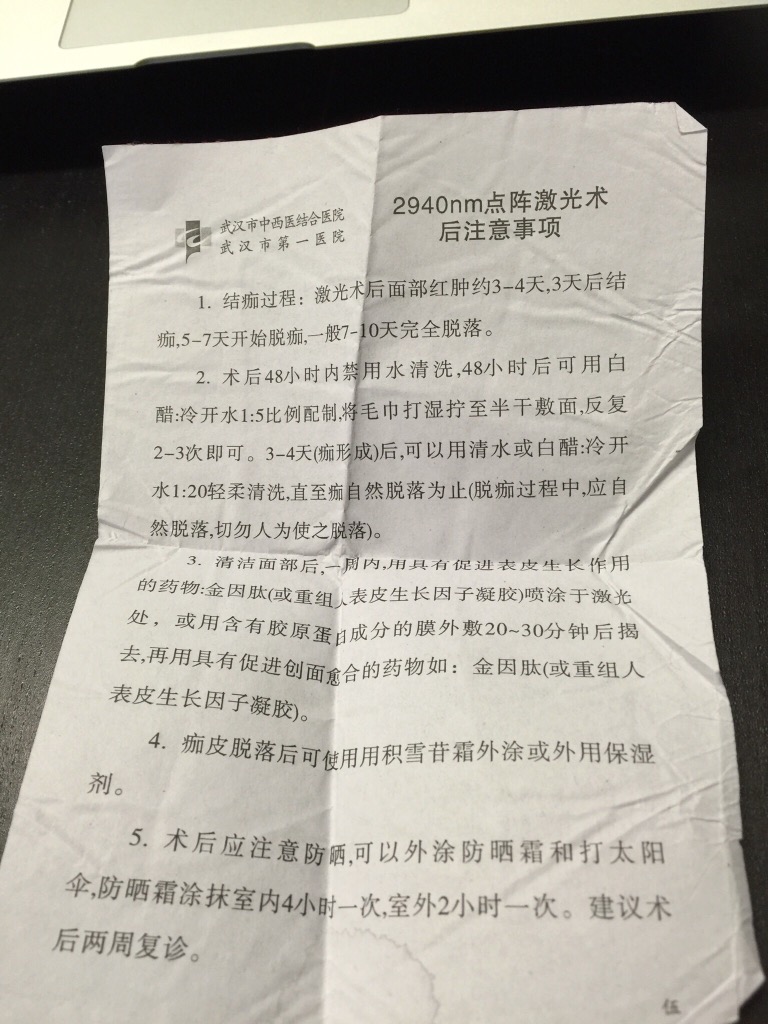 武汉市中西医结合医院
武汉市第一医院
2940nm点阵激光术
后注意事项
1. 结痂过程：激光术后面部红肿约3-4天,3天后结
痂,5-7天开始脱痂,一般7-10天完全脱落。
2. 术后48小时内禁用水清洗,48小时后可用白
醋:冷开水1:5比例配制,将毛巾打湿拧至半干敷面,反复
2-3次即可。3-4天(痂形成)后,可以用清水或白醋:冷开
水1:20轻柔清洗,直至痂自然脱落为止(脱痂过程中,应自
然脱落,切勿人为使之脱落)。
3. 清洁面部后,一周内,用具有促进表皮生长作用
的药物:金因肽(或重组人表皮生长因子凝胶)喷涂于激光
处，或用含有胶原蛋白成分的膜外敷20~30分钟后揭
去,再用具有促进创面愈合的药物如：金因肽(或重组人
表皮生长因子凝胶)。
4. 痂皮脱落后可使用用积雪苷霜外涂或外用保湿
剂。
5. 术后应注意防晒,可以外涂防晒霜和打太阳
伞,防晒霜涂抹室内4小时一次,室外2小时一次。建议术
后两周复诊。
伍